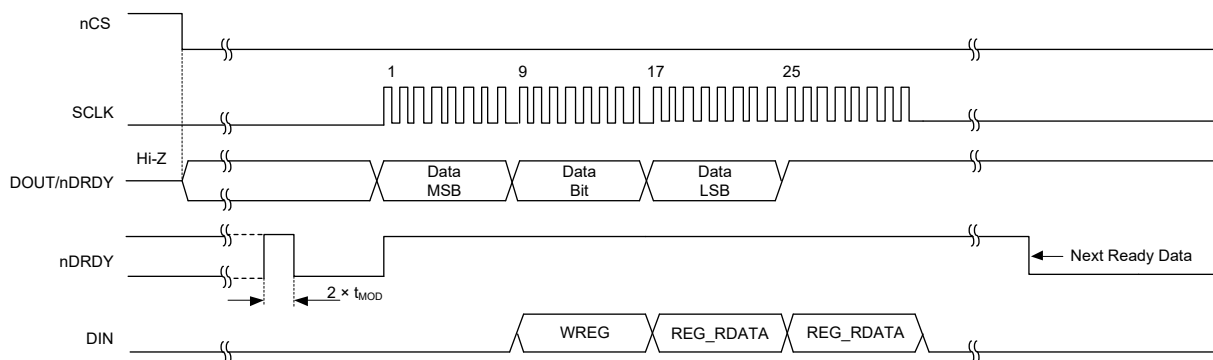 nCS
1 9 17 25
SCLK
Hi-Z
DOUT/nDRDY
Data MSB
Data Bit
Data LSB
nDRDY
Next Ready Data
2 × tMOD
DIN
WREG
REG_RDATA
REG_RDATA